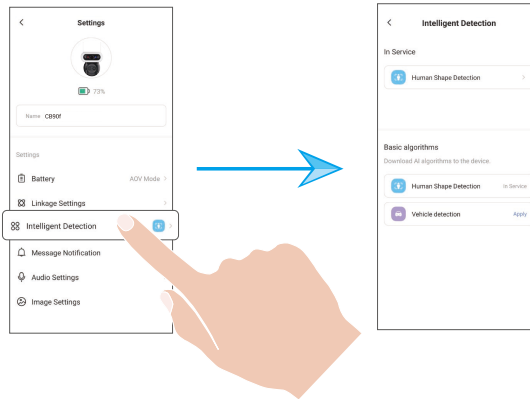 Settings
73%
Name CB90f
Settings
Battery AOV Mode
Linkage Settings
Intelligent Detection
Message Notification
Audio Settings
Image Settings
Intelligent Detection
In Service
Human Shape Detection
Basic algorithms
Download AI algorithms to the device.
Human Shape Detection In Service
Vehicle detection Apply